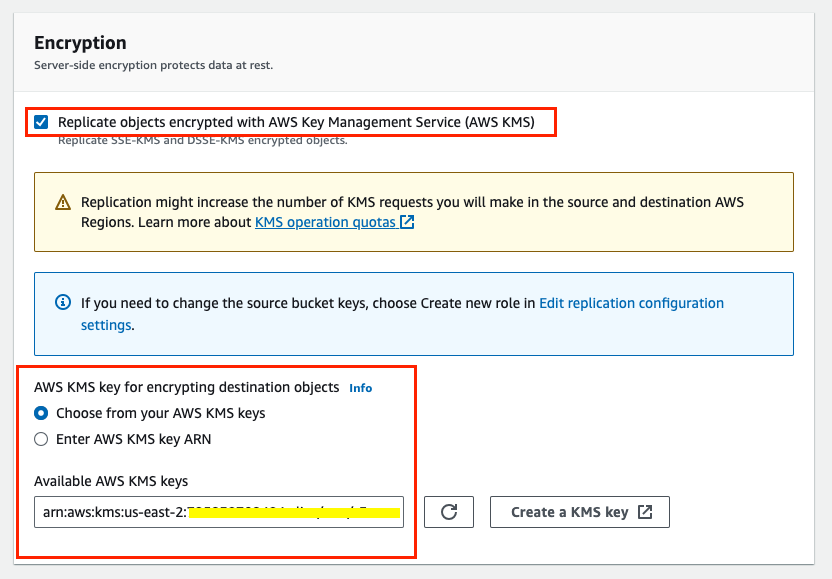 Encryption
Server-side encryption protects data at rest.
Replicate objects encrypted with AWS Key Management Service (AWS KMS)
Replicate SSE-KMS and DSSE-KMS encrypted objects.
Replication might increase the number of KMS requests you will make in the source and destination AWS
Regions. Learn more about KMS operation quotas
If you need to change the source bucket keys, choose Create new role in Edit replication configuration
settings.
AWS KMS key for encrypting destination objects Info
Choose from your AWS KMS keys
Enter AWS KMS key ARN
Available AWS KMS keys
arn:aws:kms:us-east-2:
Create a KMS key